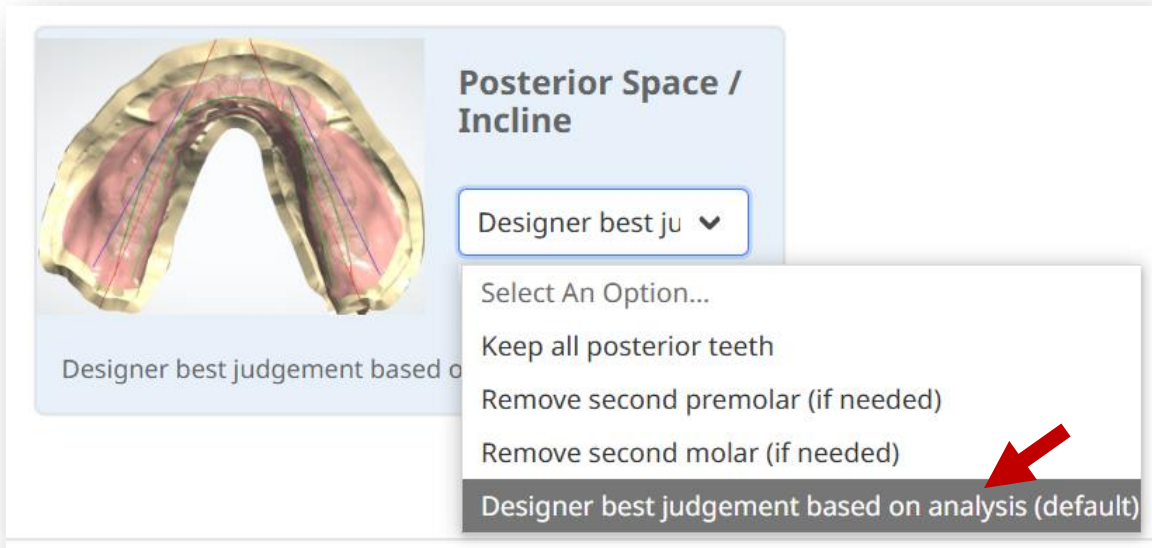 Posterior Space /
Incline
Designer best ju
Select An Option...
Keep all posterior teeth
Remove second premolar (if needed)
Remove second molar (if needed)
Designer best judgement based on analysis (default)
Designer best judgement based